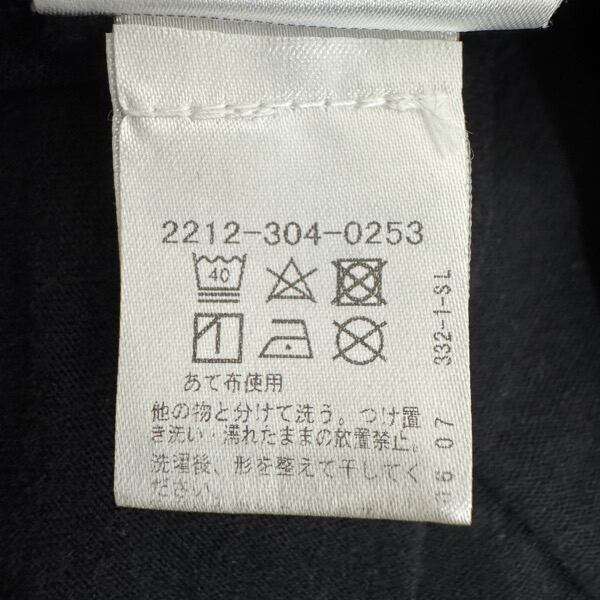 2212-304-0253
40
あて布使用
他の物と分けて洗う。つけ置
き洗い・濡れたままの放置禁止。
洗濯後、形を整えて干してく
ださい。
332-1-SL
07